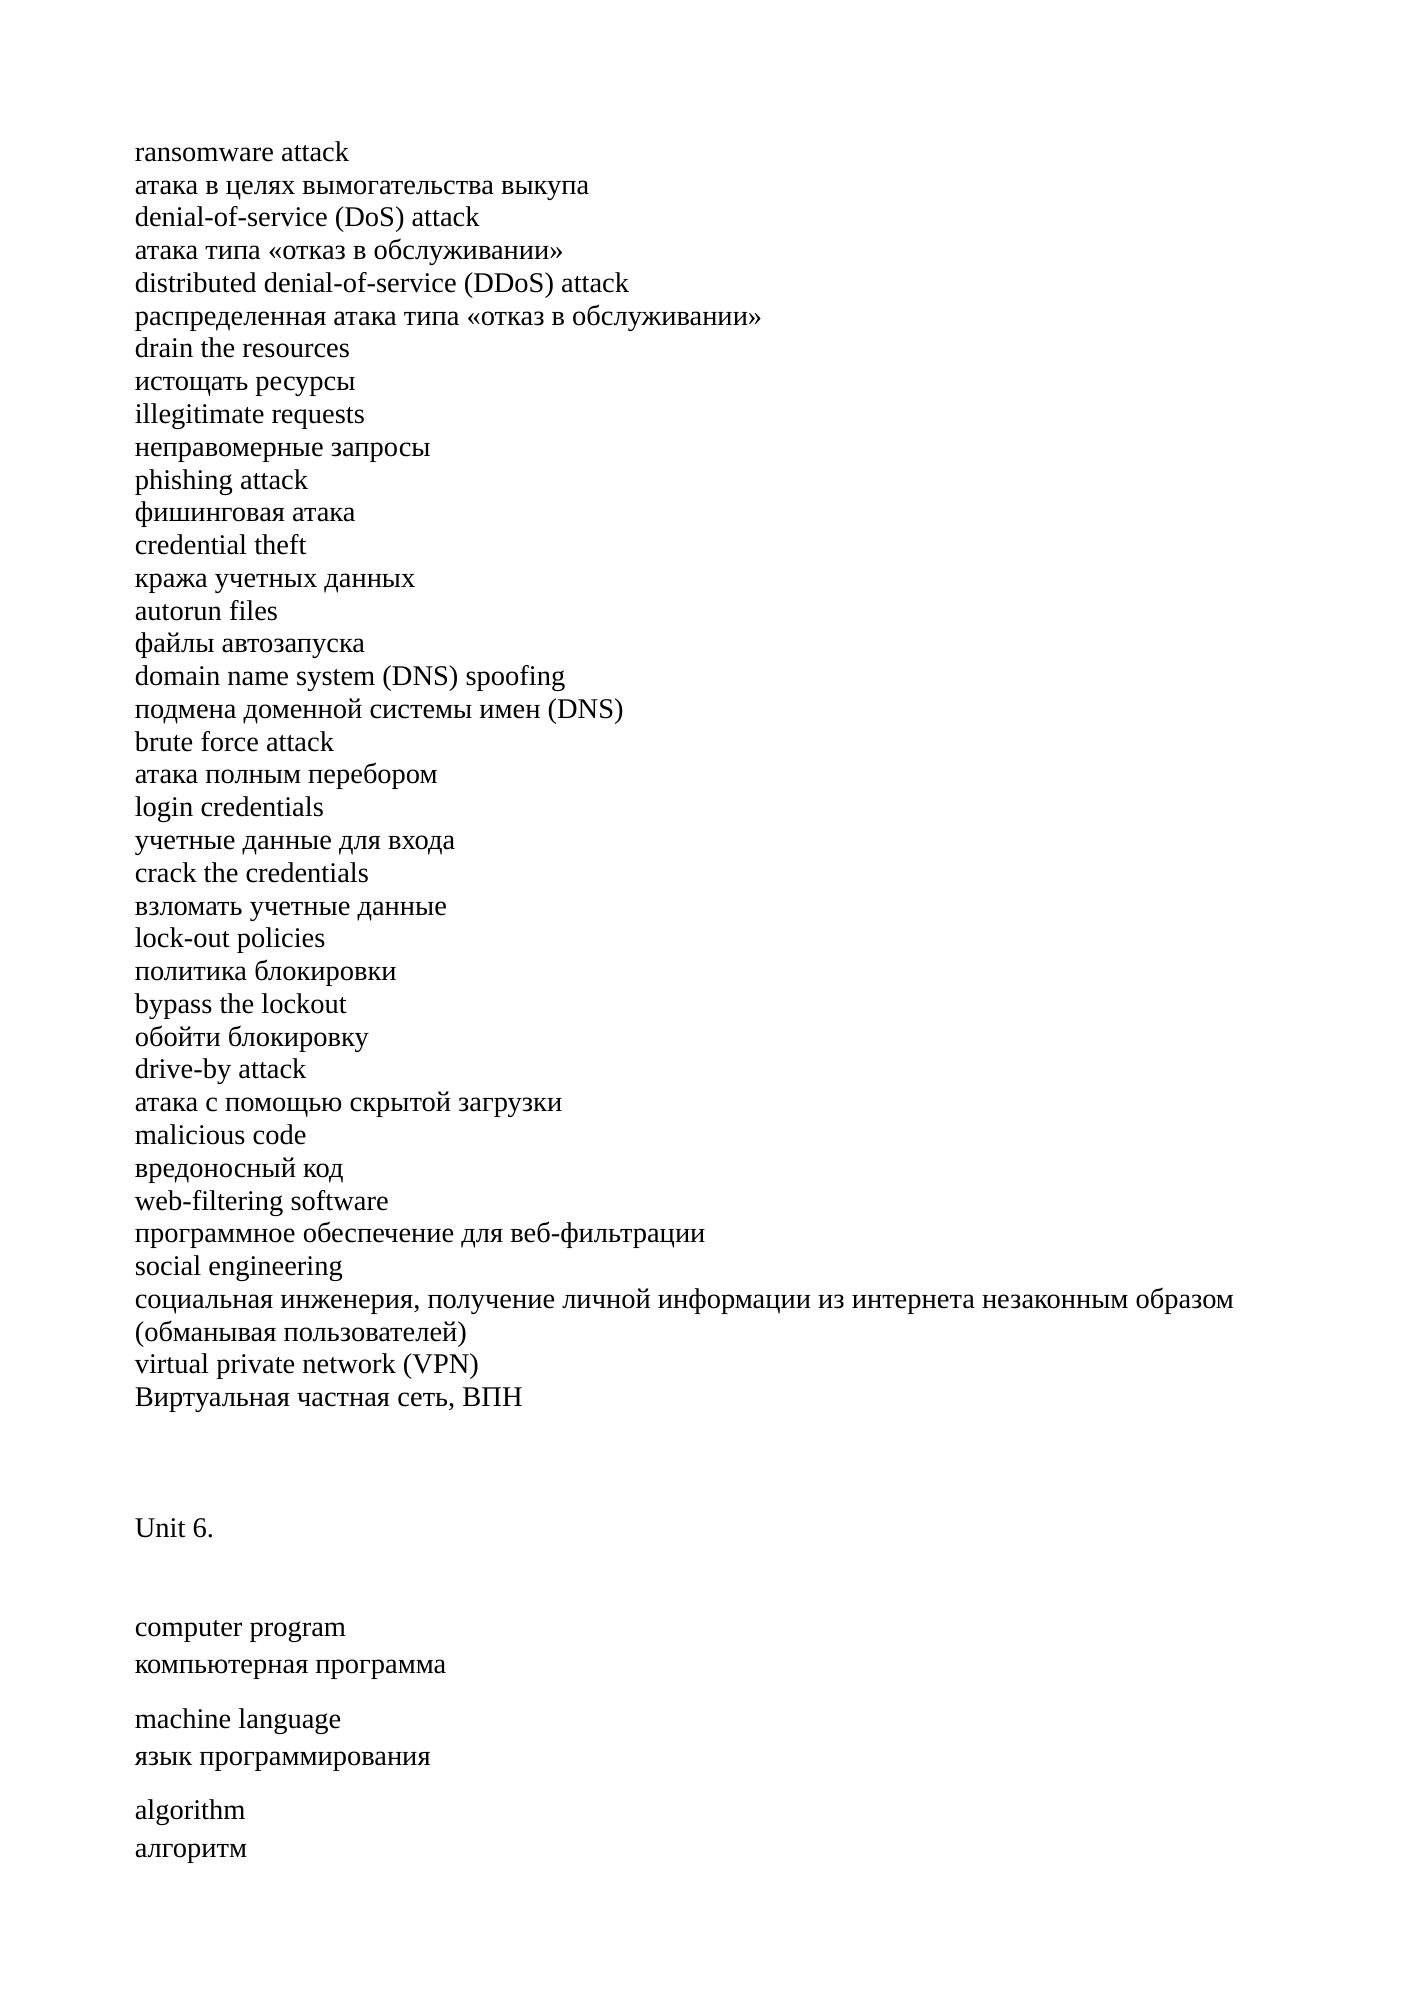 ransomware attack
атака в целях вымогательства выкупа
denial-of-service (DoS) attack
атака типа «отказ в обслуживании»
distributed denial-of-service (DDoS) attack
распределенная атака типа «отказ в обслуживании»
drain the resources
истощать ресурсы
illegitimate requests
неправомерные запросы
phishing attack
фишинговая атака
credential theft
кража учетных данных
autorun files
файлы автозапуска
domain name system (DNS) spoofing
подмена доменной системы имен (DNS)
brute force attack
атака полным перебором
login credentials
учетные данные для входа
crack the credentials
взломать учетные данные
lock-out policies
политика блокировки
bypass the lockout
обойти блокировку
drive-by attack
атака с помощью скрытой загрузки
malicious code
вредоносный код
web-filtering software
программное обеспечение для веб-фильтрации
social engineering
социальная инженерия, получение личной информации из интернета незаконным образом
(обманывая пользователей)
virtual private network (VPN)
Виртуальная частная сеть, ВПН
Unit 6.
computer program
компьютерная программа
machine language
язык программирования
algorithm
алгоритм